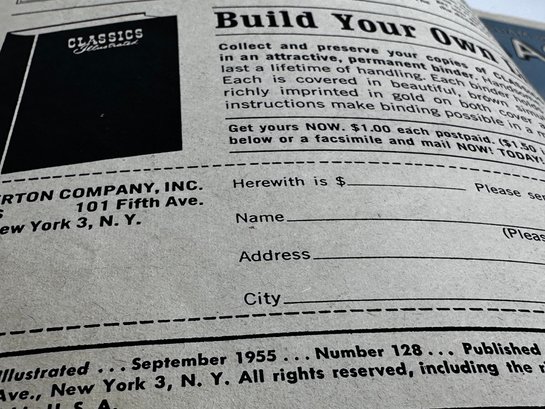 CLASSICS
Illustrated
Build Your Own
Collect and preserve your copies of
in an attractive, permanent binder,
last a lifetime of handling. Each binder
Each is covered in beautiful, brown
richly imprinted in gold on both cover
instructions make binding possible in a
Get yours NOW. $1.00 each postpaid. ($1.50
below or a facsimile and mail NOW! TODAY!
ERTON COMPANY, INC.
S 101 Fifth Ave.
ew York 3, N. Y.
Herewith is $ Please
(Pleas
Name
Address
City
llustrated . . . September 1955 . . . Number 128 . . . Published
Ave., New York 3, N. Y. All rights reserved, including the
U. S. A.